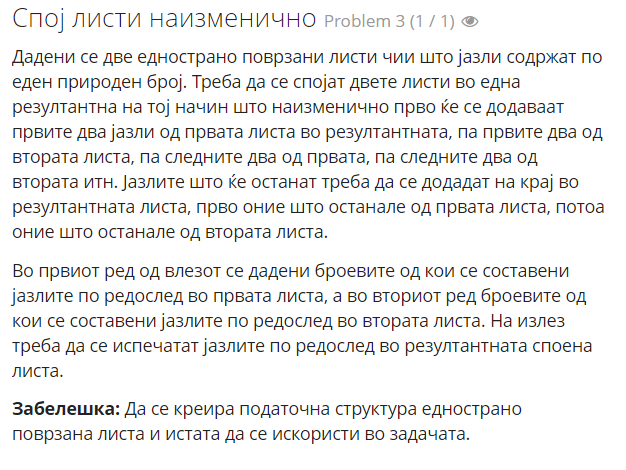 Спој листи наизменично Problem 3 (1 / 1)
Дадени се две еднострано поврзани листи чии што јазли содржат по
еден природен број. Треба да се спојат двете листи во една
резултантна на тој начин што наизменично прво ќе се додаваат
првите два јазли од првата листа во резултантната, па првите два од
втората листа, па следните два од првата, па следните два од
втората итн. Јазлите што ќе останат треба да се додадат на крај во
резултантната листа, прво оние што останале од првата листа, потоа
оние што останале од втората листа.
Во првиот ред од влезот се дадени броевите од кои се составени
јазлите по редослед во првата листа, а во вториот ред броевите од
кои се составени јазлите по редослед во втората листа. На излез
треба да се испечатат јазлите по редослед во резултантната споена
листа.
Забелешка: Да се креира податочна структура еднострано
поврзана листа и истата да се искористи во задачата.